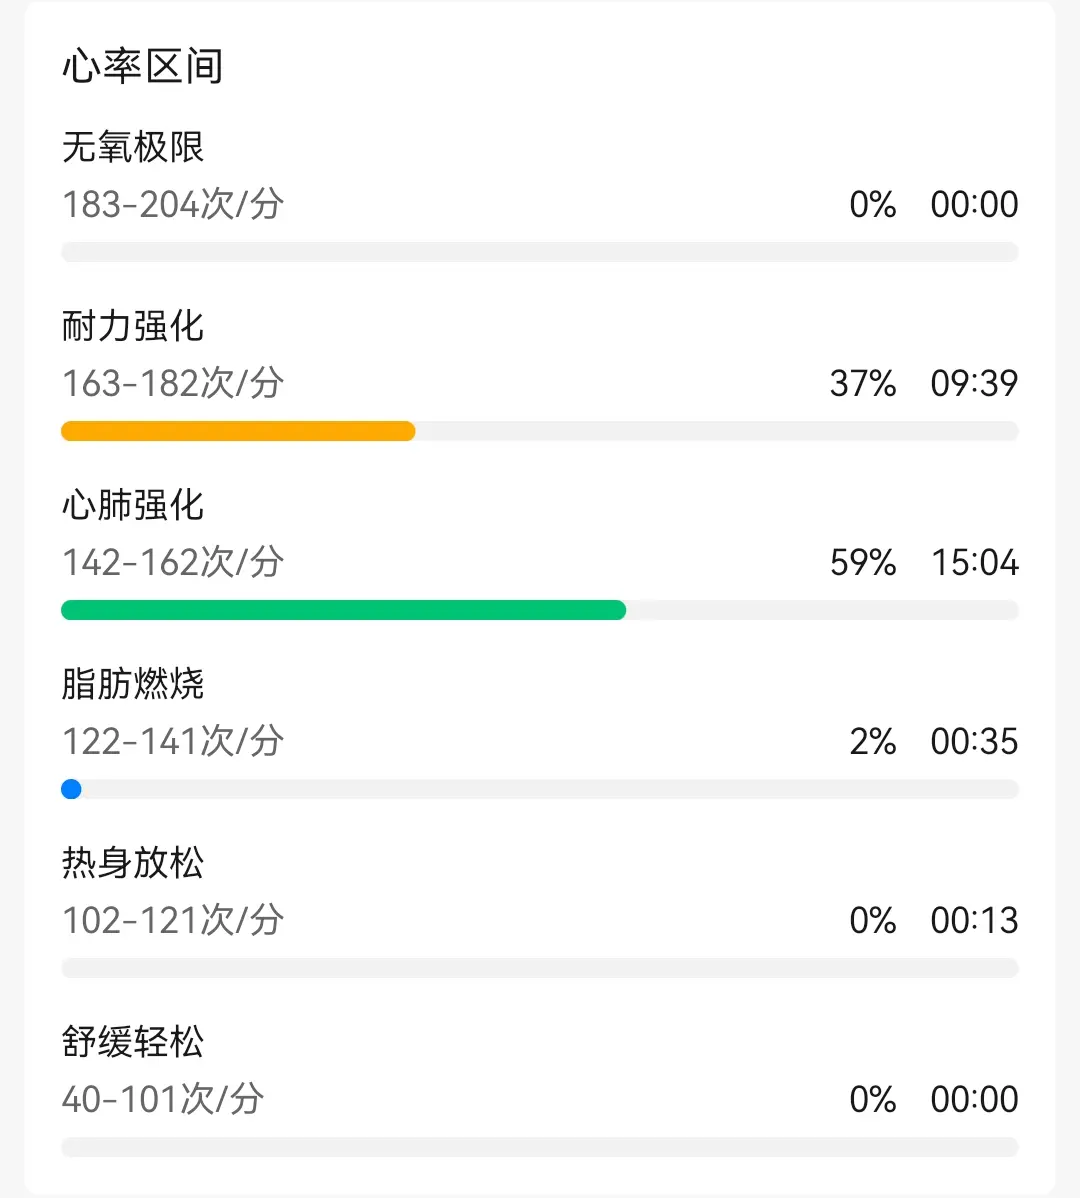 心率区间
无氧极限
183-204次/分 0% 00:00
耐力强化
163-182次/分 37% 09:39
心肺强化
142-162次/分 59% 15:04
脂肪燃烧
122-141次/分 2% 00:35
热身放松
102-121次/分 0% 00:13
舒缓轻松
40-101次/分 0% 00:00